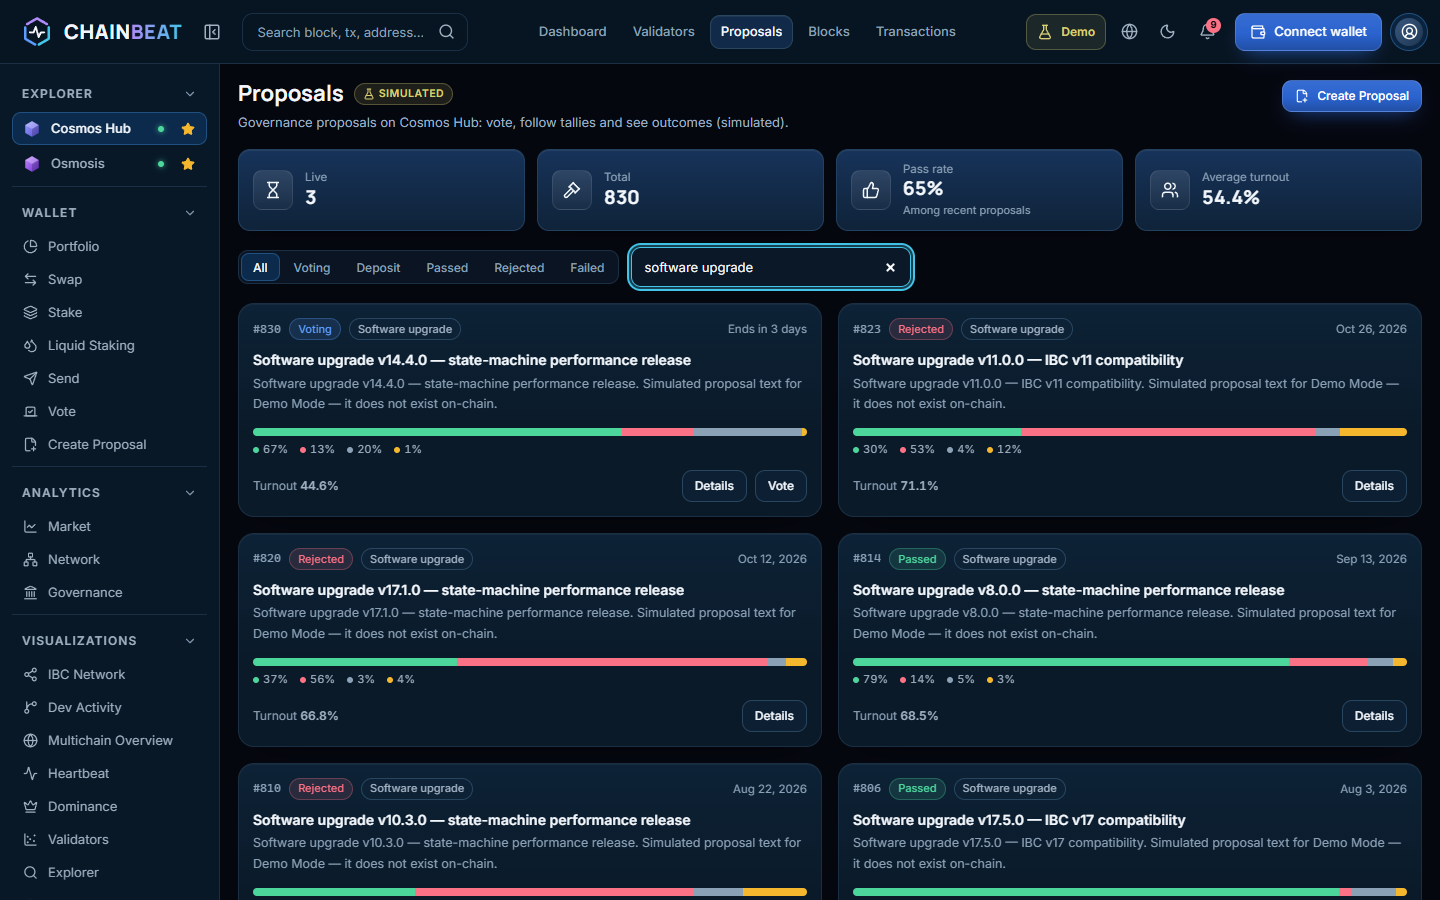 CHAINBEAT
Search block, tx, address...
Dashboard
Validators
Proposals
Blocks
Transactions
Demo
9
Connect wallet
EXPLORER
Cosmos Hub
Osmosis
WALLET
Portfolio
Swap
Stake
Liquid Staking
Send
Vote
Create Proposal
ANALYTICS
Market
Network
Governance
VISUALIZATIONS
IBC Network
Dev Activity
Multichain Overview
Heartbeat
Dominance
Validators
Explorer
Proposals
SIMULATED
Create Proposal
Governance proposals on Cosmos Hub: vote, follow tallies and see outcomes (simulated).
Live
3
Total
830
Pass rate
65%
Among recent proposals
Average turnout
54.4%
All
Voting
Deposit
Passed
Rejected
Failed
software upgrade
#830 Voting Software upgrade Ends in 3 days
Software upgrade v14.4.0 — state-machine performance release
Software upgrade v14.4.0 — state-machine performance release. Simulated proposal text for
Demo Mode — it does not exist on-chain.
67% 13% 20% 1%
Turnout 44.6%
Details
Vote
#823 Rejected Software upgrade Oct 26, 2026
Software upgrade v11.0.0 — IBC v11 compatibility
Software upgrade v11.0.0 — IBC v11 compatibility. Simulated proposal text for Demo Mode —
it does not exist on-chain.
30% 53% 4% 12%
Turnout 71.1%
Details
#820 Rejected Software upgrade Oct 12, 2026
Software upgrade v17.1.0 — state-machine performance release
Software upgrade v17.1.0 — state-machine performance release. Simulated proposal text for
Demo Mode — it does not exist on-chain.
37% 56% 3% 4%
Turnout 66.8%
Details
#814 Passed Software upgrade Sep 13, 2026
Software upgrade v8.0.0 — state-machine performance release
Software upgrade v8.0.0 — state-machine performance release. Simulated proposal text for
Demo Mode — it does not exist on-chain.
79% 14% 5% 3%
Turnout 68.5%
Details
#810 Rejected Software upgrade Aug 22, 2026
Software upgrade v10.3.0 — state-machine performance release
Software upgrade v10.3.0 — state-machine performance release. Simulated proposal text for
Demo Mode — it does not exist on-chain.
#806 Passed Software upgrade Aug 3, 2026
Software upgrade v17.5.0 — IBC v17 compatibility
Software upgrade v17.5.0 — IBC v17 compatibility. Simulated proposal text for Demo Mode —
it does not exist on-chain.